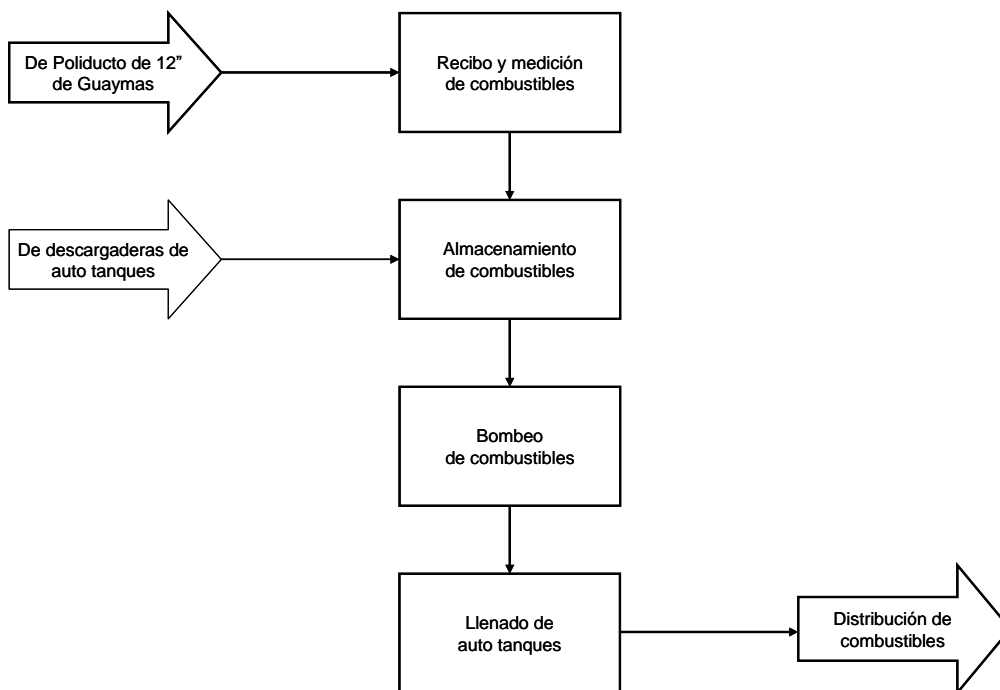 De Poliducto de 12”
de Guaymas
Recibo y medición
de combustibles
De descargaderas de
auto tanques
Almacenamiento
de combustibles
Bombeo
de combustibles
Llenado de
auto tanques
Distribución de
combustibles